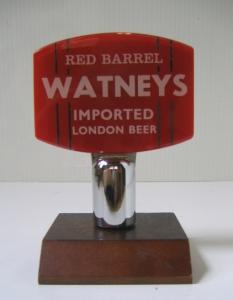 RED BARREL
WATNEYS
IMPORTED
LONDON BEER